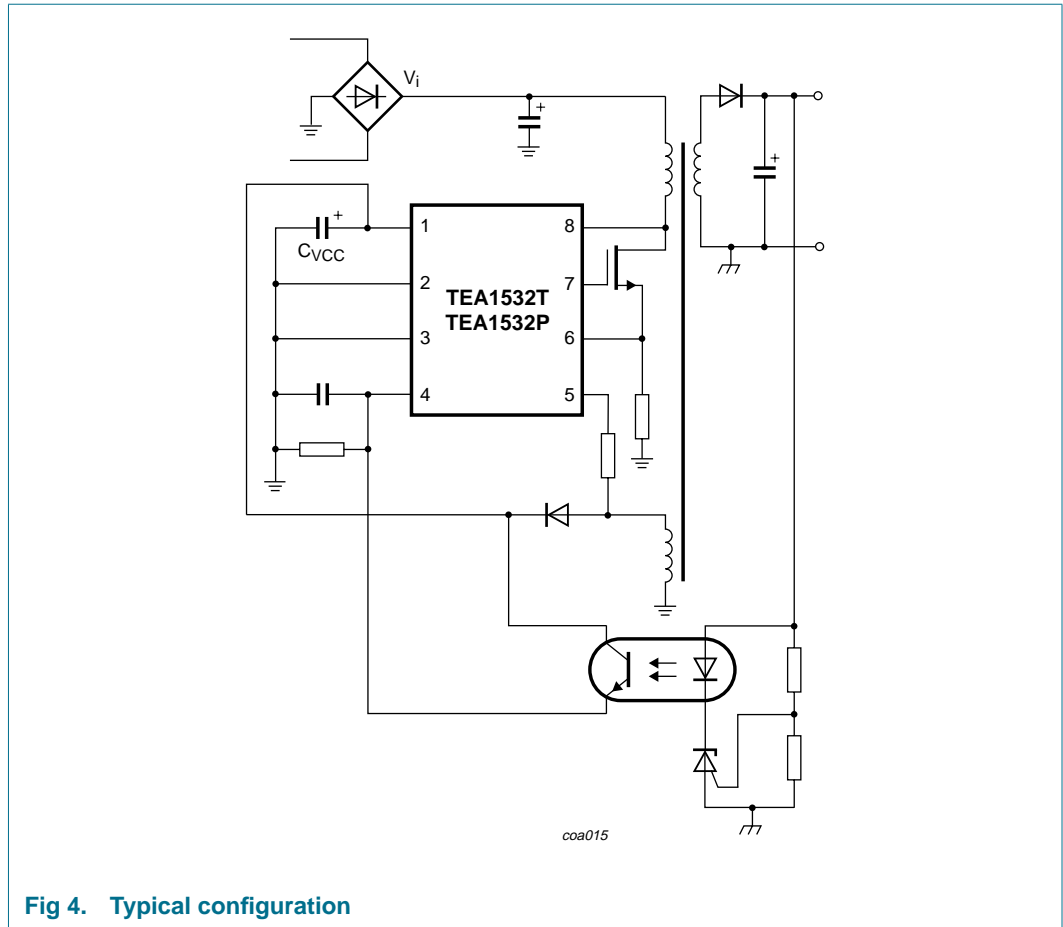 Vi
1
CVCC
+
2
3
4
TEA1532T
TEA1532P
8
7
6
5
+
+
coa015
Fig 4. Typical configuration